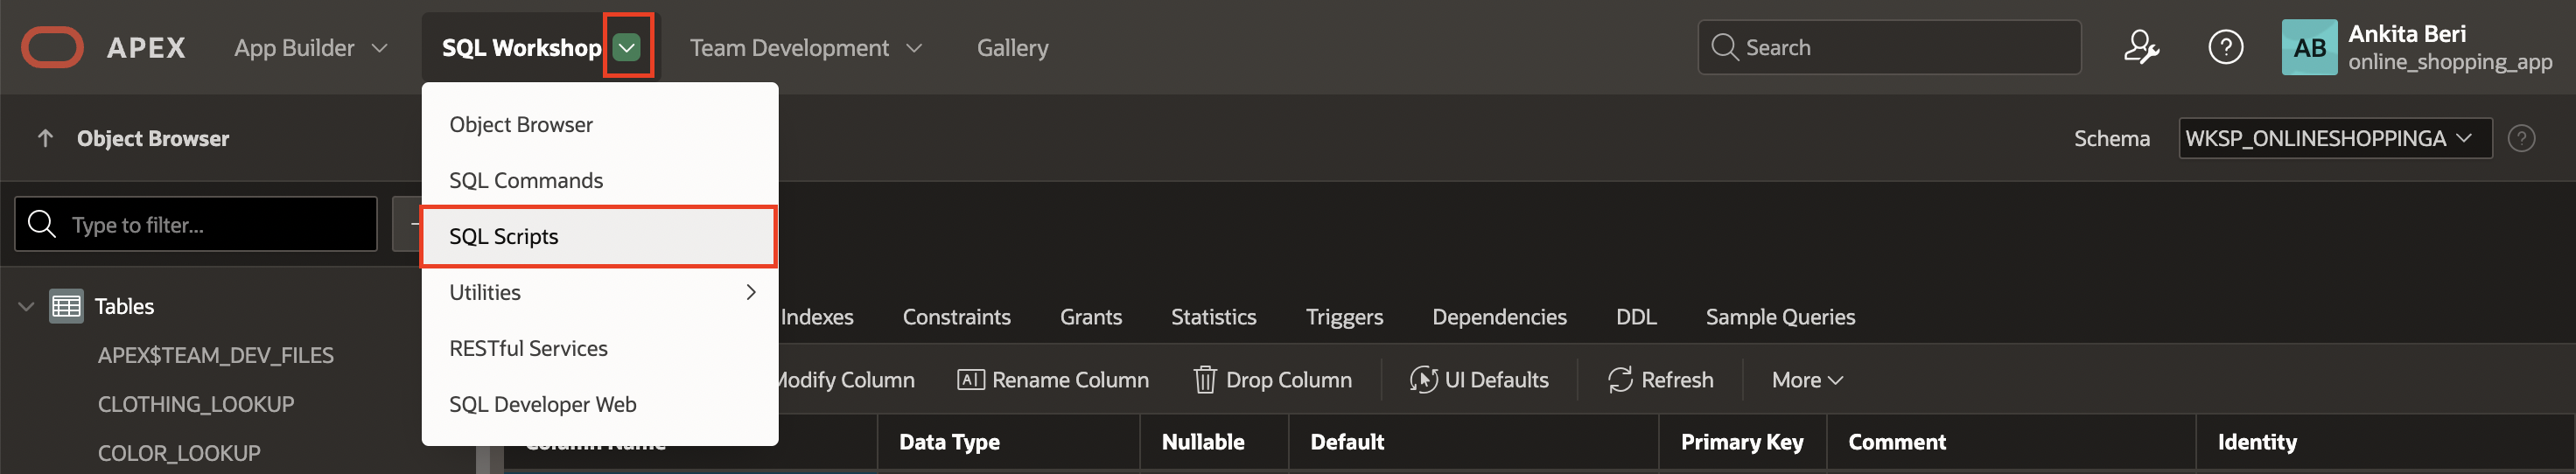 APEX
App Builder
SQL Workshop
Team Development
Gallery
Search
AB
Ankita Beri
online_shopping_app
Object Browser
Schema
WKSP_ONLINESHOPPINGA
Object Browser
SQL Commands
SQL Scripts
Utilities
RESTful Services
SQL Developer Web
Type to filter...
Tables
APEX$TEAM_DEV_FILES
CLOTHING_LOOKUP
COLOR_LOOKUP
Indexes
Constraints
Grants
Statistics
Triggers
Dependencies
DDL
Sample Queries
Modify Column
Rename Column
Drop Column
UI Defaults
Refresh
More
Column Name
Data Type
Nullable
Default
Primary Key
Comment
Identity